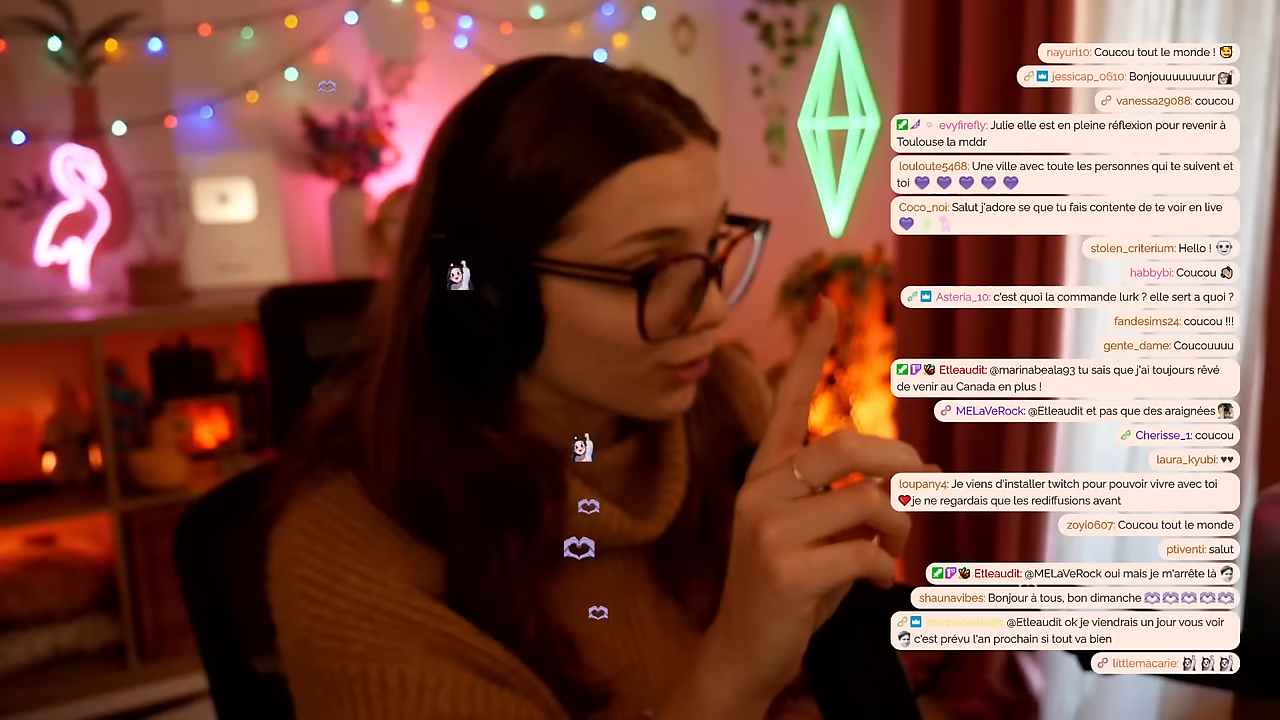 nayuri10: Coucou tout le monde !
jessicap_0610: Bonjouuuuuuuur
vanessa29088: coucou
evyfirefly: Julie elle est en pleine réflexion pour revenir à
Toulouse la mddr
louloute5468: Une ville avec toute les personnes qui te suivent et
toi
Coco_noi: Salut j'adore se que tu fais contente de te voir en live
stolen_criterium: Hello !
habbybi: Coucou
Asteria_10: c'est quoi la commande lurk ? elle sert a quoi ?
fandesims24: coucou !!!
gente_dame: Coucouuuu
Etleaudit: @marinabeala93 tu sais que j'ai toujours rêvé
de venir au Canada en plus !
MELaVeRock: @Etleaudit et pas que des araignées
Cherisse_1: coucou
laura_kyubi: ♥♥
loupany4: Je viens d'installer twitch pour pouvoir vivre avec toi
je ne regardais que les rediffusions avant
zoyio607: Coucou tout le monde
ptiventi: salut
Etleaudit: @MELaVeRock oui mais je m'arrête là
shaunavibes: Bonjour à tous, bon dimanche
@Etleaudit ok je viendrais un jour vous voir
c'est prévu l'an prochain si tout va bien
littlemacarie: